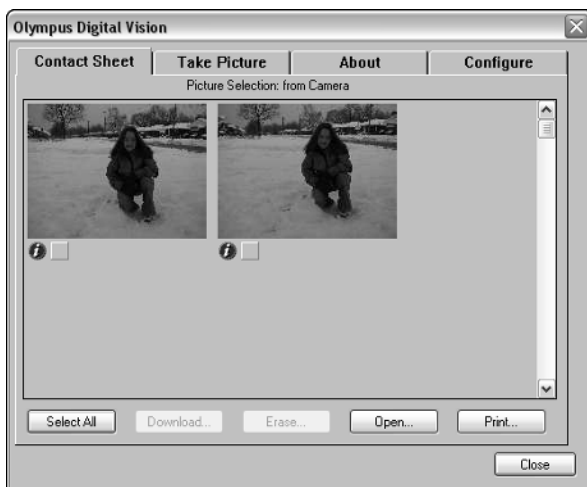 Olympus Digital Vision
Contact Sheet Take Picture About Configure
Picture Selection: from Camera
Select All Download... Erase... Open... Print...
Close